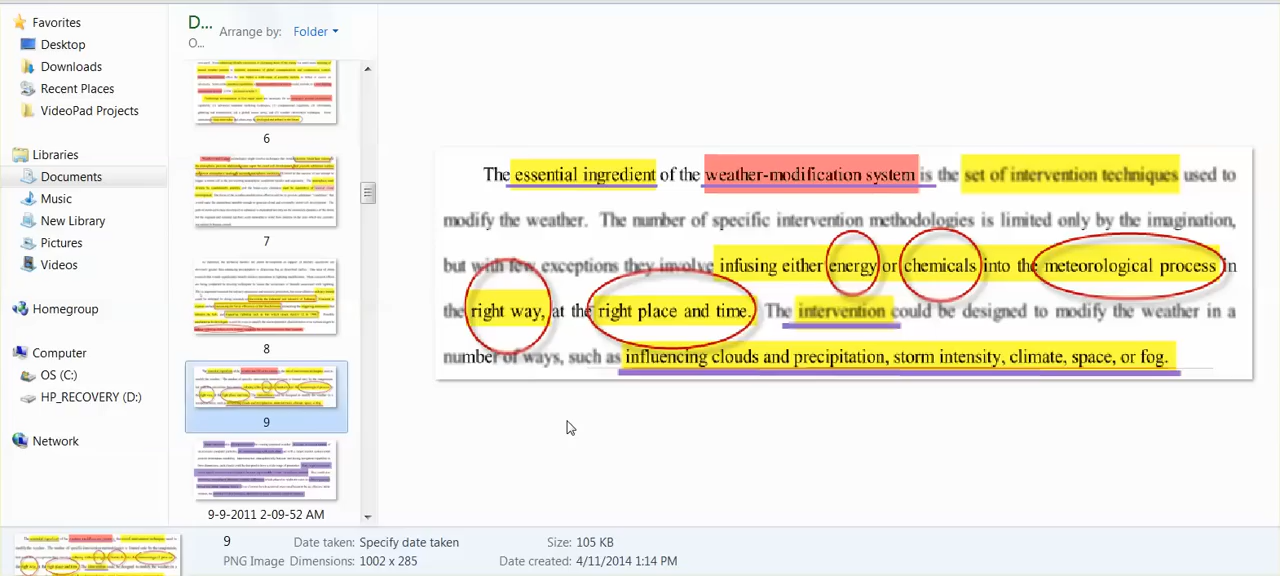 Favorites
Desktop
Downloads
Recent Places
VideoPad Projects
Libraries
Documents
Music
New Library
Pictures
Videos
Homegroup
Computer
OS (C:)
HP_RECOVERY (D:)
Network
D...
O...
Arrange by: Folder
6
7
8
9
9-9-2011 2-09-52 AM
The essential ingredient of the weather-modification system is the set of intervention techniques used to
modify the weather. The number of specific intervention methodologies is limited only by the imagination,
but with few exceptions they involve infusing either energy or chemicals into the meteorological process in
the right way, at the right place and time. The intervention could be designed to modify the weather in a
number of ways, such as influencing clouds and precipitation, storm intensity, climate, space, or fog.
9 Date taken: Specify date taken Size: 105 KB
PNG Image Dimensions: 1002 x 285 Date created: 4/11/2014 1:14 PM